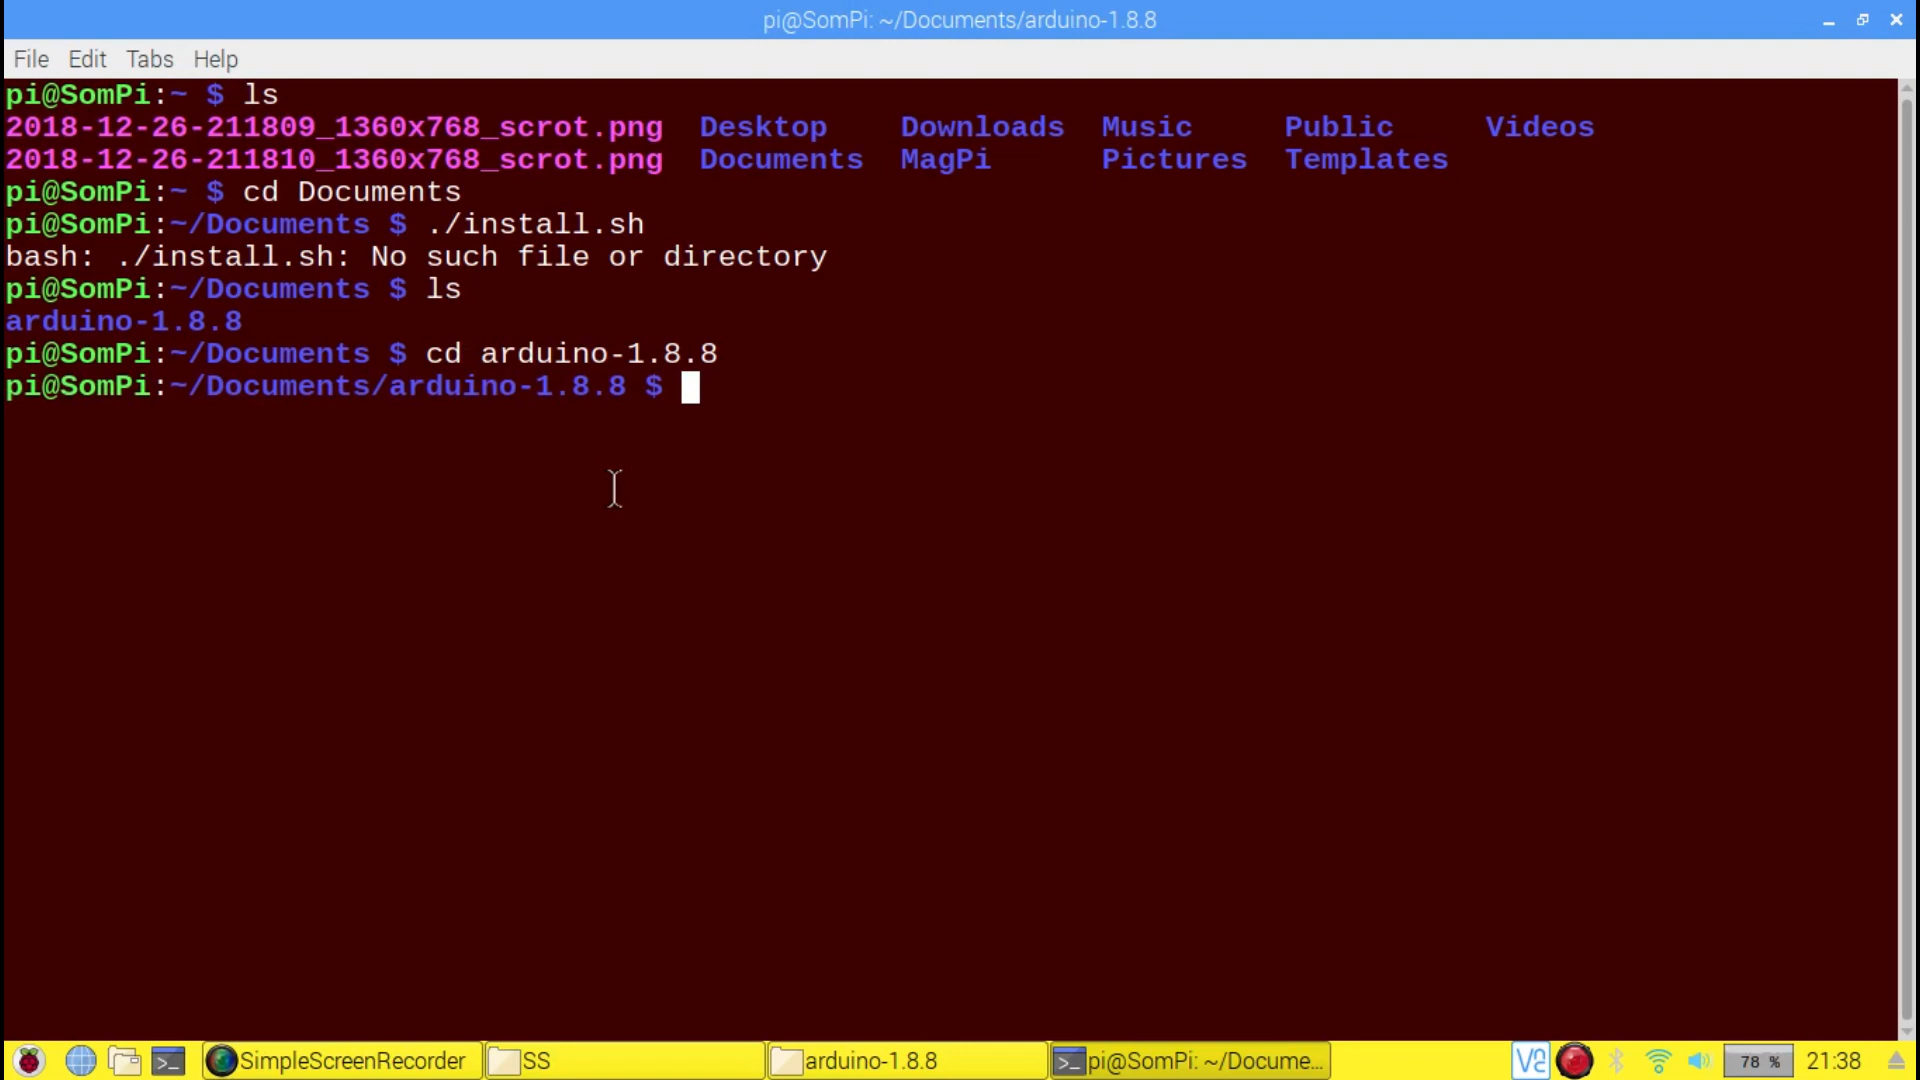 pi@SomPi: ~/Documents/arduino-1.8.8
File Edit Tabs Help
pi@SomPi:~ $ ls
2018-12-26-211809_1360x768_scrot.png Desktop Downloads Music Public Videos
2018-12-26-211810_1360x768_scrot.png Documents MagPi Pictures Templates
pi@SomPi:~ $ cd Documents
pi@SomPi:~/Documents $ ./install.sh
bash: ./install.sh: No such file or directory
pi@SomPi:~/Documents $ ls
arduino-1.8.8
pi@SomPi:~/Documents $ cd arduino-1.8.8
pi@SomPi:~/Documents/arduino-1.8.8 $
SimpleScreenRecorder SS arduino-1.8.8 pi@SomPi: ~/Docume... 78 % 21:38